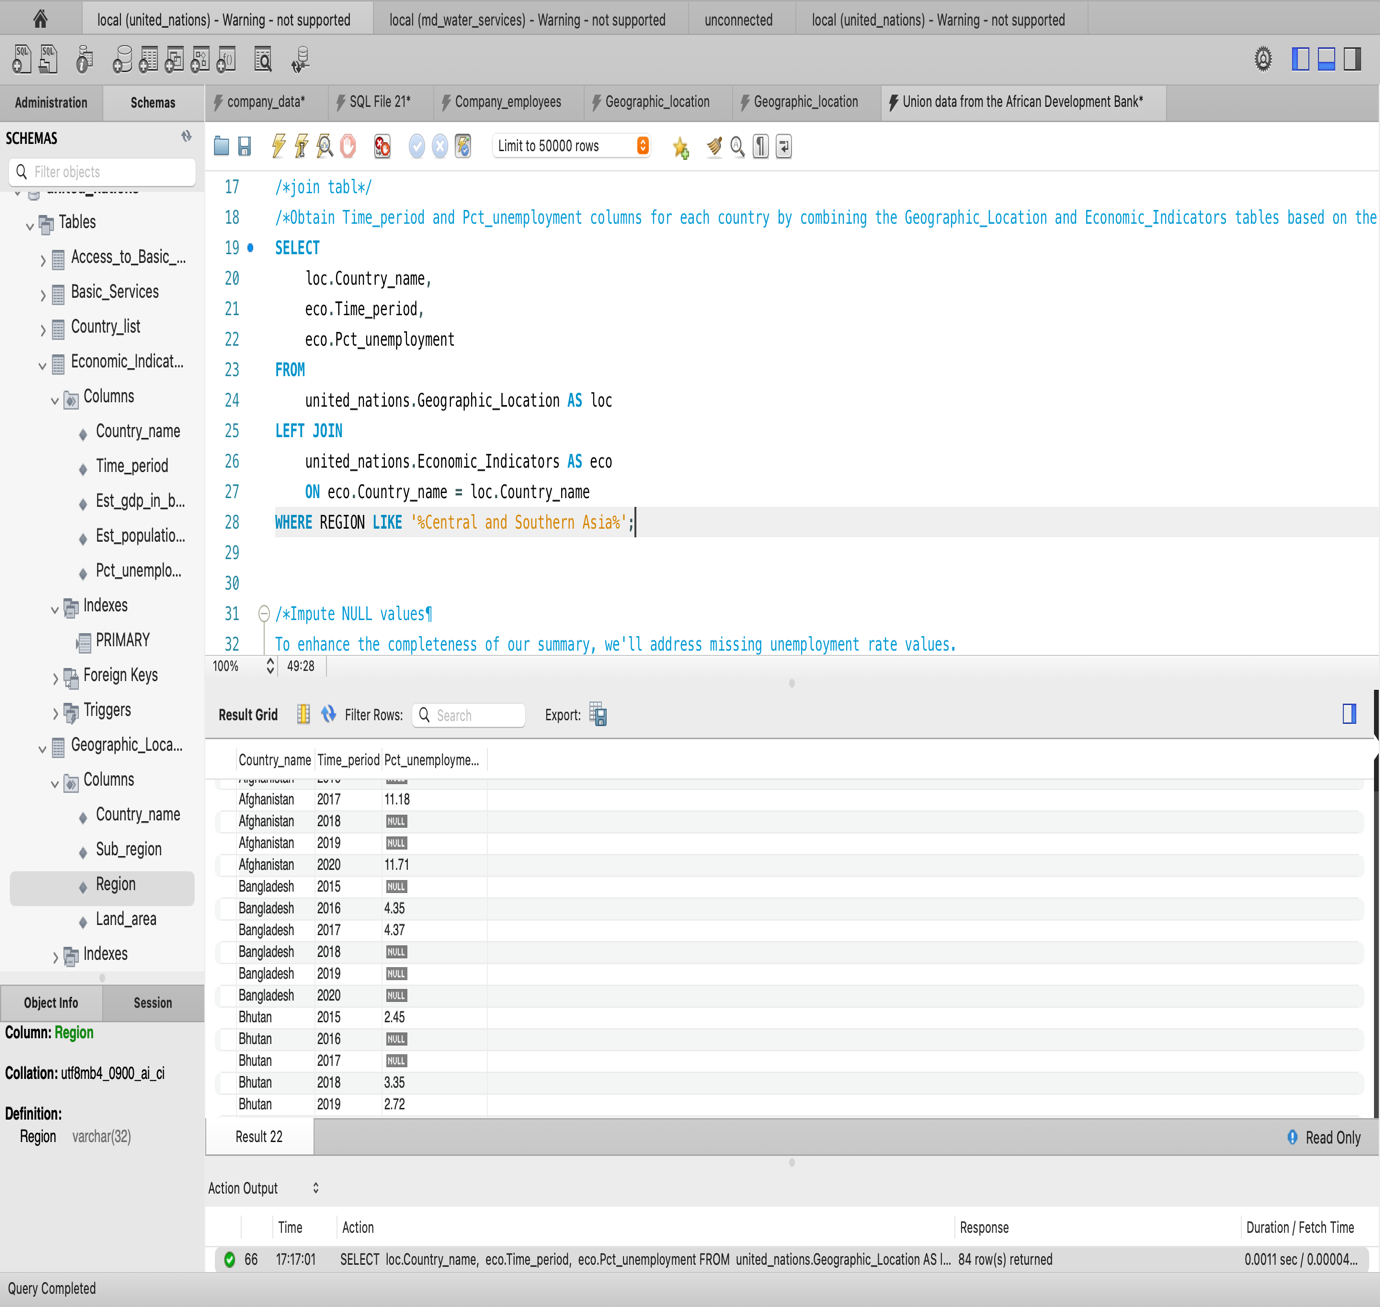 local (united_nations) - Warning - not supported
local (md_water_services) - Warning - not supported
unconnected
local (united_nations) - Warning - not supported
Administration
Schemas
company_data*
SQL File 21*
Company_employees
Geographic_location
Geographic_location
Union data from the African Development Bank*
SCHEMAS
Filter objects
Limit to 50000 rows
united_nations
Tables
Access_to_Basic_...
Basic_Services
Country_list
Economic_Indicat...
Columns
Country_name
Time_period
Est_gdp_in_b...
Est_populatio...
Pct_unemplo...
Indexes
PRIMARY
Foreign Keys
Triggers
Geographic_Loca...
Columns
Country_name
Sub_region
Region
Land_area
Indexes
17 /*join tabl*/
18 /*Obtain Time_period and Pct_unemployment columns for each country by combining the Geographic_Location and Economic_Indicators tables based on the
19 SELECT
20 loc.Country_name,
21 eco.Time_period,
22 eco.Pct_unemployment
23 FROM
24 united_nations.Geographic_Location AS loc
25 LEFT JOIN
26 united_nations.Economic_Indicators AS eco
27 ON eco.Country_name = loc.Country_name
28 WHERE REGION LIKE '%Central and Southern Asia%';
29
30
31 /*Impute NULL values¶
32 To enhance the completeness of our summary, we'll address missing unemployment rate values.
100% 49:28
Result Grid Filter Rows: Search Export:
Country_name Time_period Pct_unemployme...
Afghanistan 2016 NULL
Afghanistan 2017 11.18
Afghanistan 2018 NULL
Afghanistan 2019 NULL
Afghanistan 2020 11.71
Bangladesh 2015 NULL
Bangladesh 2016 4.35
Bangladesh 2017 4.37
Bangladesh 2018 NULL
Bangladesh 2019 NULL
Bangladesh 2020 NULL
Bhutan 2015 2.45
Bhutan 2016 NULL
Bhutan 2017 NULL
Bhutan 2018 3.35
Bhutan 2019 2.72
Result 22
Read Only
Object Info
Session
Column: Region
Collation: utf8mb4_0900_ai_ci
Definition:
Region varchar(32)
Action Output
Time Action Response Duration / Fetch Time
66 17:17:01 SELECT loc.Country_name, eco.Time_period, eco.Pct_unemployment FROM united_nations.Geographic_Location AS l... 84 row(s) returned 0.0011 sec / 0.00004...
Query Completed